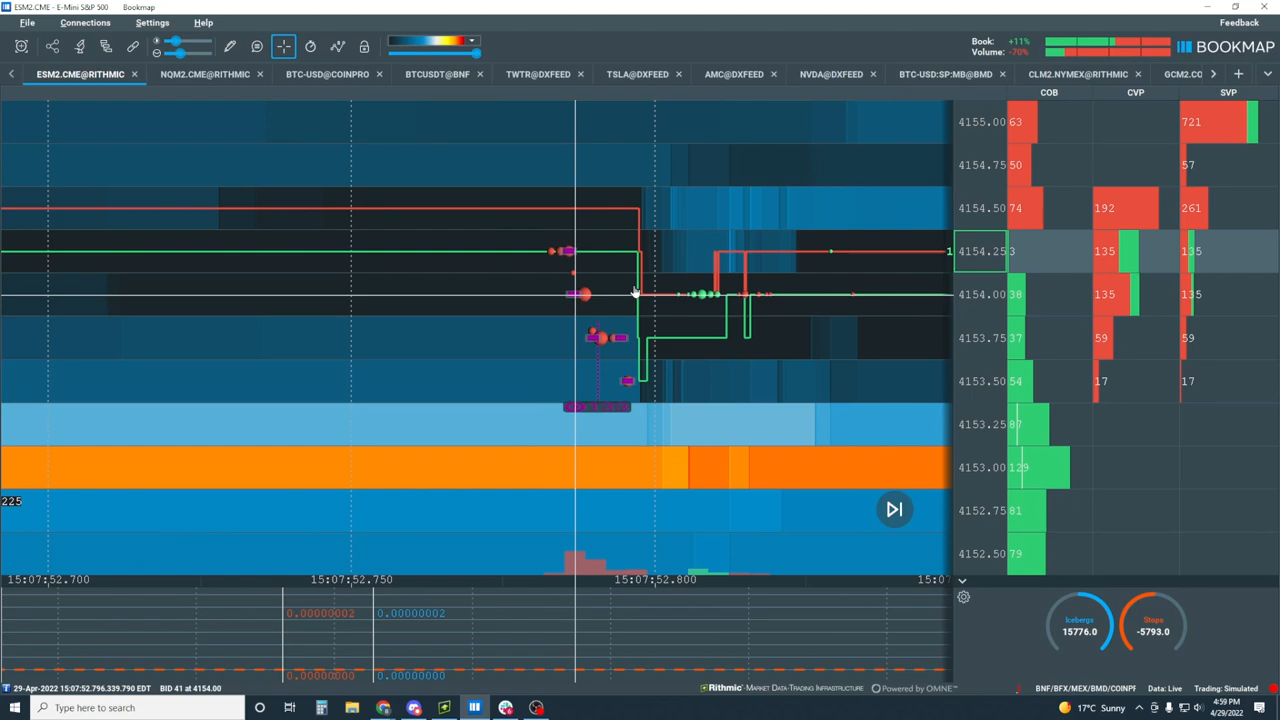 ESM2.CME - E-Mini S&P 500 Bookmap
File Connections Settings Help Feedback
Book: +11%
Volume: -70%
BOOKMAP
ESM2.CME@RITHMIC NQM2.CME@RITHMIC BTC-USD@COINPRO BTCUSDT@BNF TWTR@DXFEED TSLA@DXFEED AMC@DXFEED NVDA@DXFEED BTC-USD:SP:MB@BMD CLM2.NYMEX@RITHMIC GCM2.CO
COB CVP SVP
4155.00 63 721
4154.75 50 57
4154.50 74 192 261
1 4154.25 3 135 135
4154.00 38 135 135
4153.75 37 59 59
4153.50 54 17 17
4153.25 87
4153.00 129
225
4152.75 81
4152.50 79
15:07:52.700 15:07:52.750 15:07:52.800 15:07
0.00000002 0.00000002
Icebergs Stops
15776.0 -5793.0
0.00000000 0.00000000
29-Apr-2022 15:07:52.796.339.790 EDT BID 41 at 4154.00 Rithmic™ MARKET DATA•TRADING INFRASTRUCTURE Powered by OMNE™ BNF/BFX/MEX/BMD/COINPF Data: Live Trading: Simulated
Type here to search 17°C Sunny 4:59 PM
4/29/2022